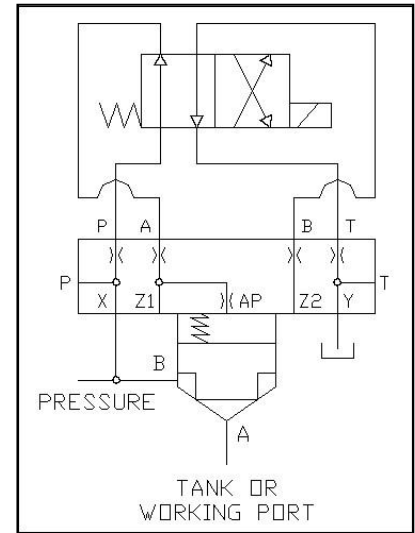 P A B T
P T
X Z1 AP Z2 Y
B
PRESSURE
A
TANK OR
WORKING PORT